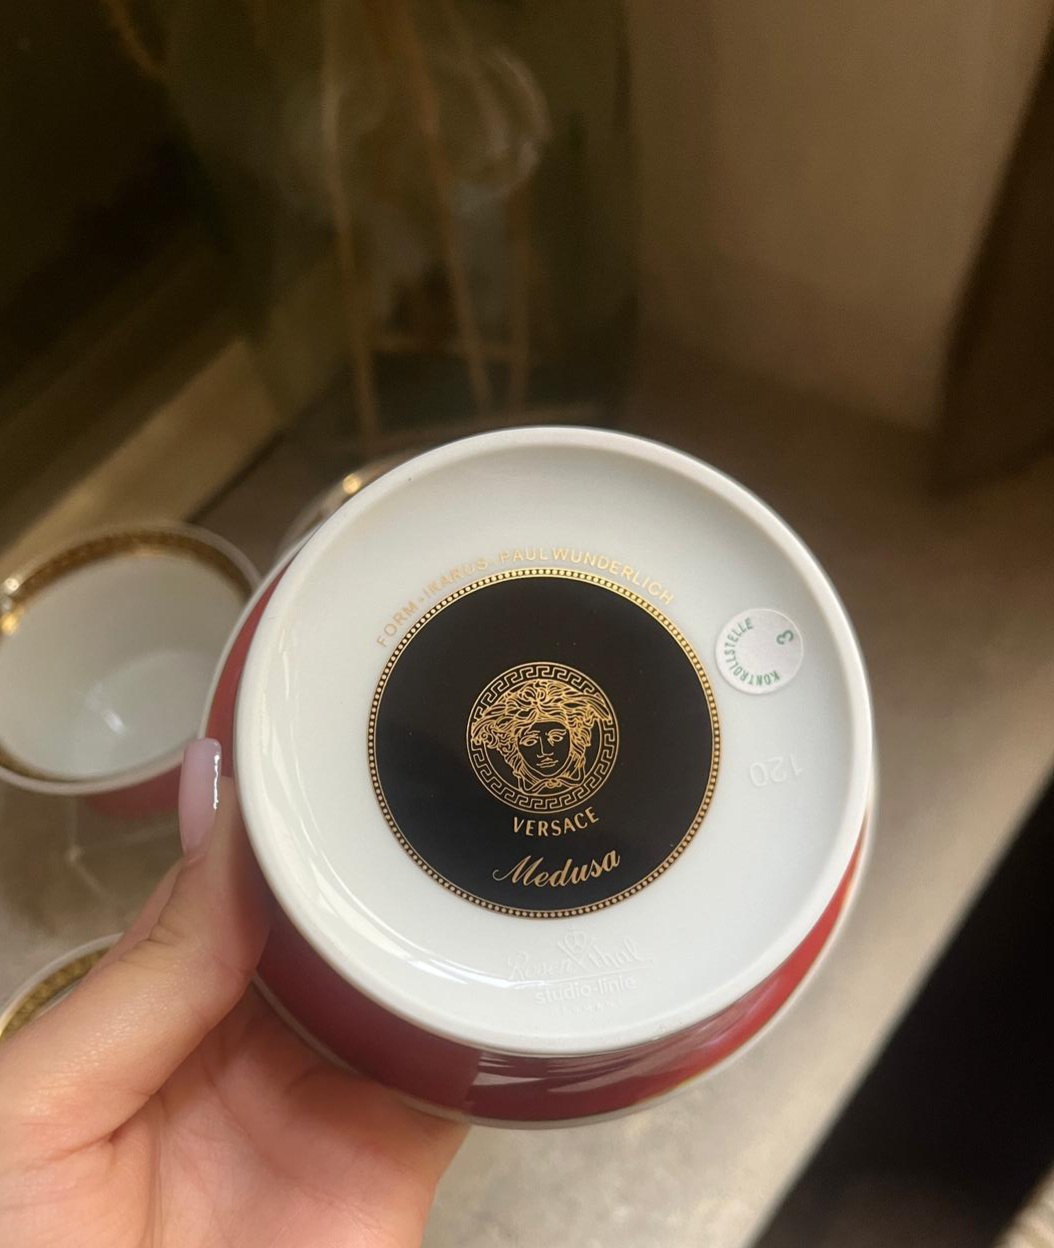 FORM-IKARUS-PAUL WUNDERLICH
KONTROLLSTELLE
3
120
VERSACE
Medusa
Rosenthal
studio-linie